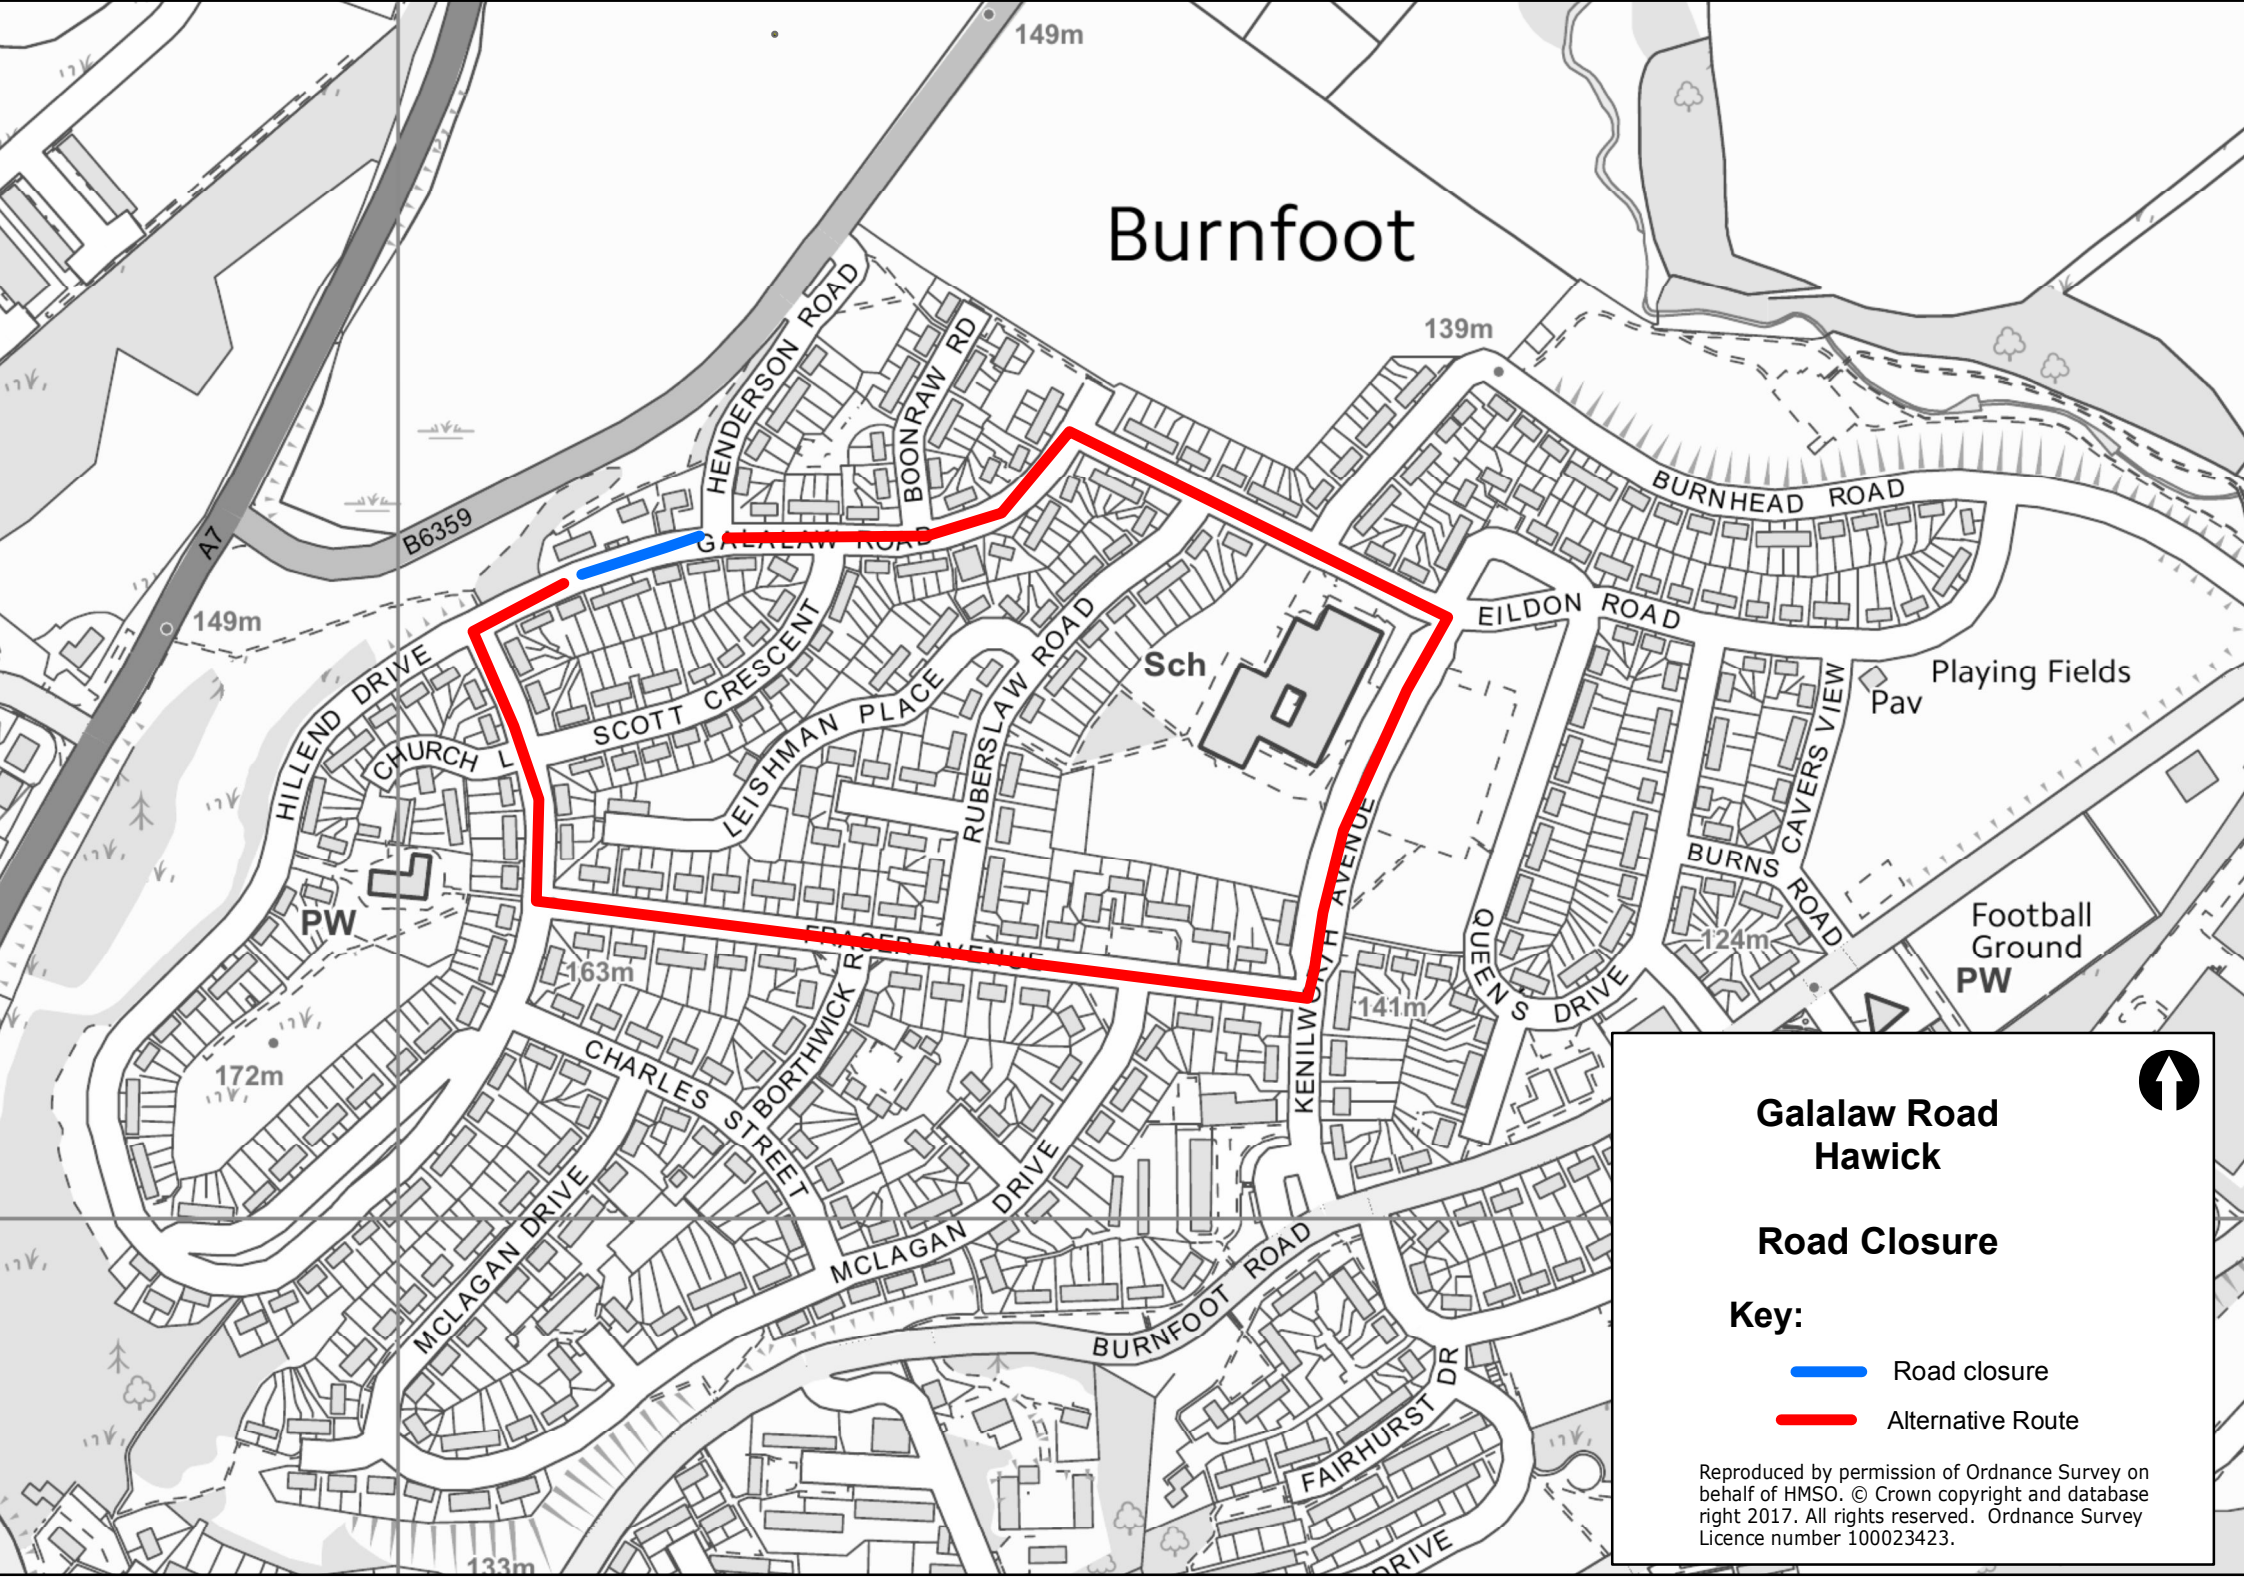 149m
Burnfoot
139m
HENDERSON ROAD
BOONRAW RD
A7
B6359
GALALAW ROAD
BURNHEAD ROAD
149m
EILDON ROAD
HILLEND DRIVE
CHURCH L
SCOTT CRESCENT
LEISHMAN PLACE
RUBERSLAW ROAD
Sch
Playing Fields
Pav
CAVERS VIEW
BURNS ROAD
PW
163m
FRASER AVENUE
KENILWORTH AVENUE
QUEENS DRIVE
124m
Football
Ground
PW
141m
172m
CHARLES STREET
BORTHWICK R
MCLAGAN DRIVE
MCLAGAN DRIVE
BURNFOOT ROAD
FAIRHURST DR
DRIVE
133m
Galalaw Road
Hawick
Road Closure
Key:
Road closure
Alternative Route
Reproduced by permission of Ordnance Survey on
behalf of HMSO. © Crown copyright and database
right 2017. All rights reserved. Ordnance Survey
Licence number 100023423.